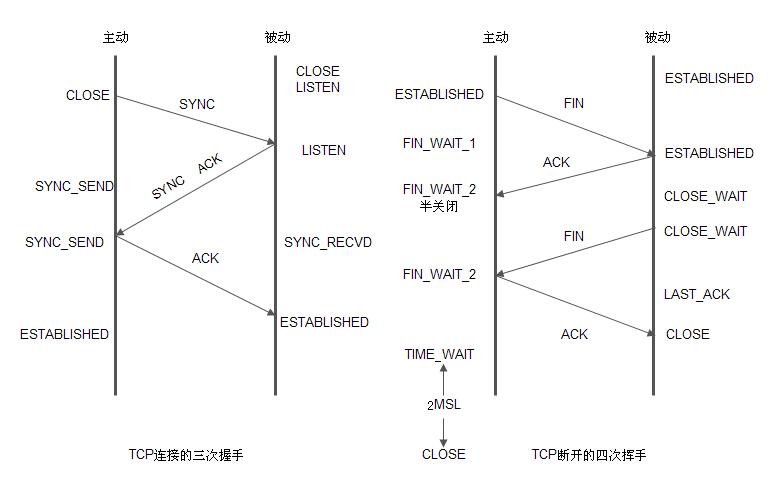 主动
被动
CLOSE
LISTEN
CLOSE
SYNC
LISTEN
SYNC ACK
SYNC_SEND
SYNC_SEND
SYNC_RECVD
ACK
ESTABLISHED
ESTABLISHED
TCP连接的三次握手
主动
被动
ESTABLISHED
ESTABLISHED
FIN
FIN_WAIT_1
ESTABLISHED
ACK
FIN_WAIT_2
半关闭
CLOSE_WAIT
CLOSE_WAIT
FIN
FIN_WAIT_2
LAST_ACK
ACK
CLOSE
TIME_WAIT
2MSL
CLOSE
TCP断开的四次挥手